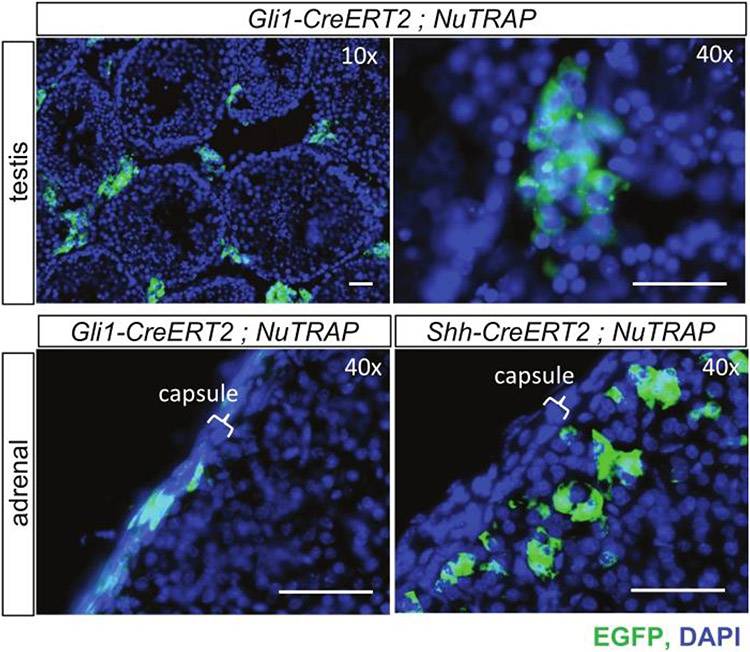 Gli1-CreERT2 ; NuTRAP
testis
10x
40x
Gli1-CreERT2 ; NuTRAP
Shh-CreERT2 ; NuTRAP
adrenal
40x
capsule
40x
capsule
EGFP, DAPI